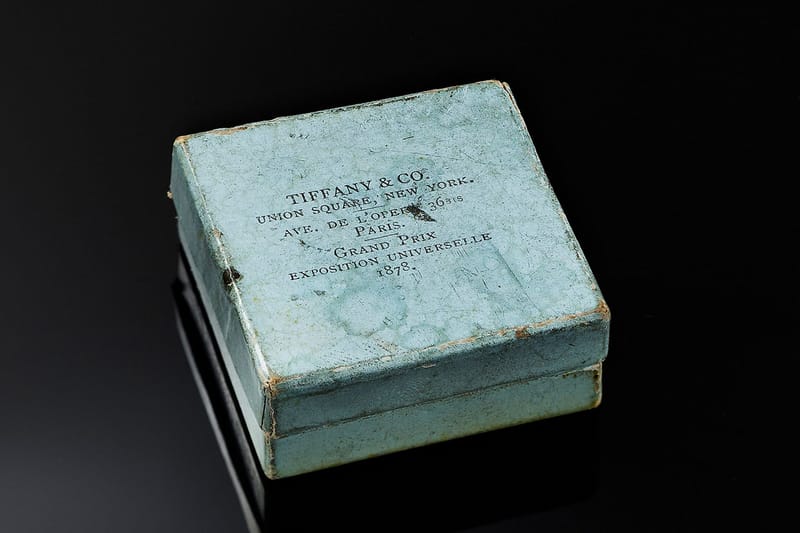 TIFFANY & CO.
UNION SQUARE, NEW YORK.
AVE. DE L'OPERA 36BIS
PARIS.
GRAND PRIX
EXPOSITION UNIVERSELLE
1878.